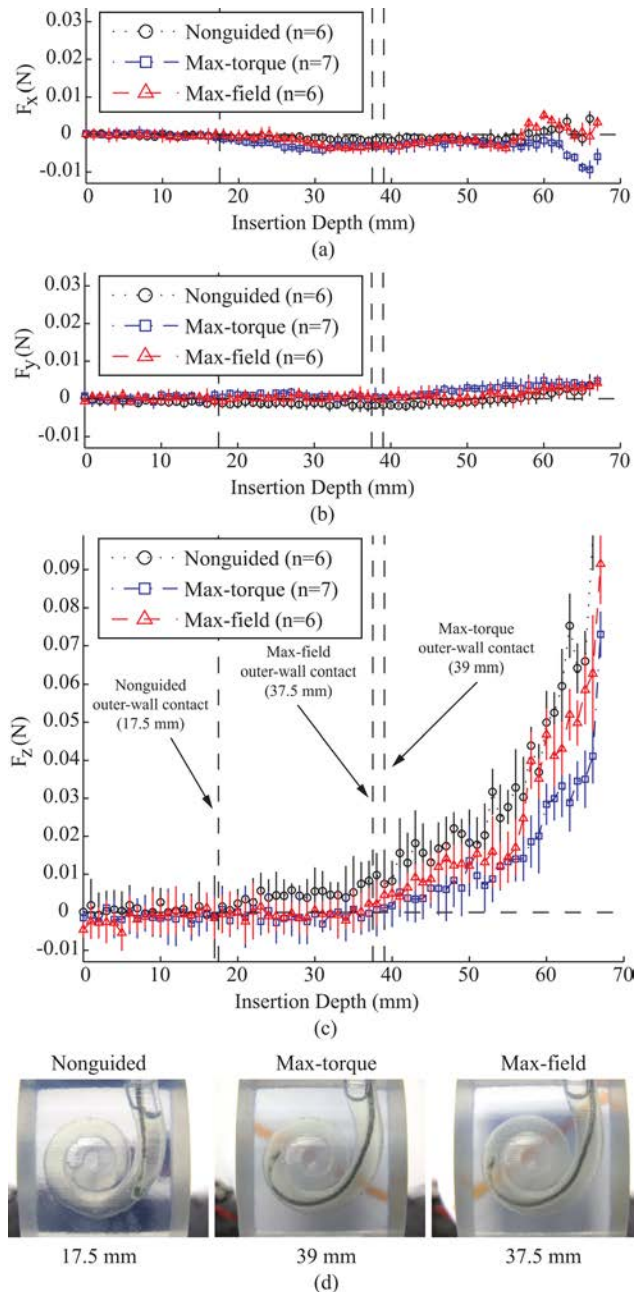 0.03
0.02
0.01
0
-0.01
Fx(N)
Nonguided (n=6)
Max-torque (n=7)
Max-field (n=6)
0 10 20 30 40 50 60 70
Insertion Depth (mm)
(a)
0.03
0.02
0.01
0
-0.01
Fy(N)
Nonguided (n=6)
Max-torque (n=7)
Max-field (n=6)
0 10 20 30 40 50 60 70
Insertion Depth (mm)
(b)
0.09
0.08
0.07
0.06
0.05
0.04
0.03
0.02
0.01
0
-0.01
Fz(N)
Nonguided (n=6)
Max-torque (n=7)
Max-field (n=6)
Nonguided
outer-wall contact
(17.5 mm)
Max-field
outer-wall contact
(37.5 mm)
Max-torque
outer-wall contact
(39 mm)
0 10 20 30 40 50 60 70
Insertion Depth (mm)
(c)
Nonguided Max-torque Max-field
17.5 mm 39 mm 37.5 mm
(d)